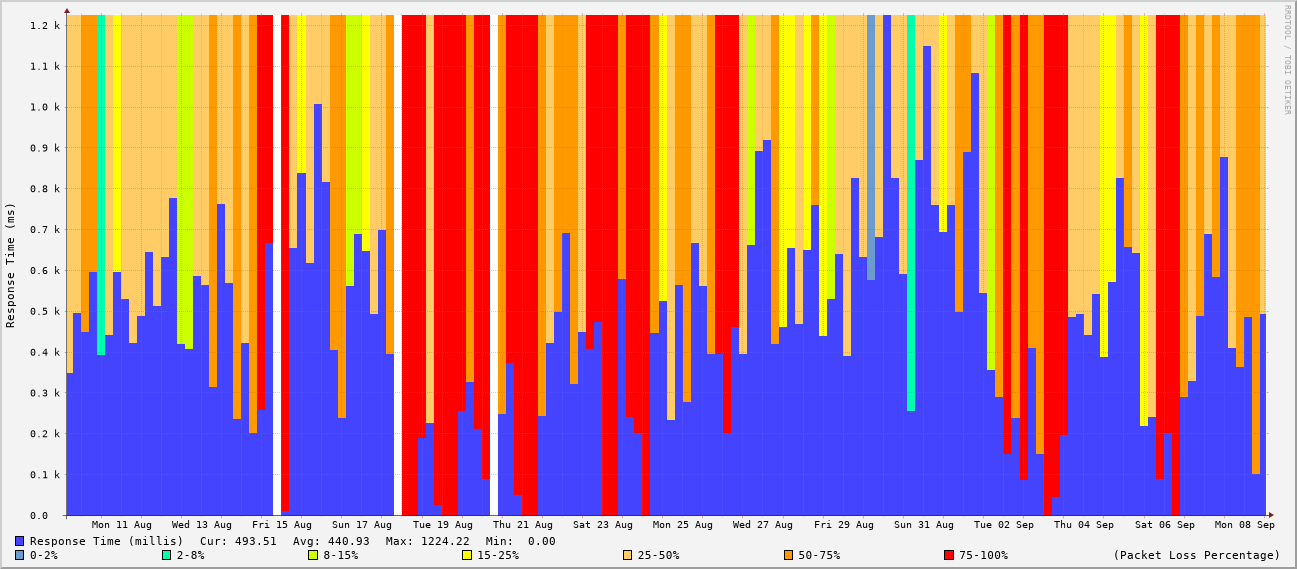 RRDTOOL / TOBI OETIKER
Response Time (ms)
1.2 k
1.1 k
1.0 k
0.9 k
0.8 k
0.7 k
0.6 k
0.5 k
0.4 k
0.3 k
0.2 k
0.1 k
0.0
Mon 11 Aug Wed 13 Aug Fri 15 Aug Sun 17 Aug Tue 19 Aug Thu 21 Aug Sat 23 Aug Mon 25 Aug Wed 27 Aug Fri 29 Aug Sun 31 Aug Tue 02 Sep Thu 04 Sep Sat 06 Sep Mon 08 Sep
Response Time (millis) Cur: 493.51 Avg: 440.93 Max: 1224.22 Min: 0.00
0-2% 2-8% 8-15% 15-25% 25-50% 50-75% 75-100% (Packet Loss Percentage)